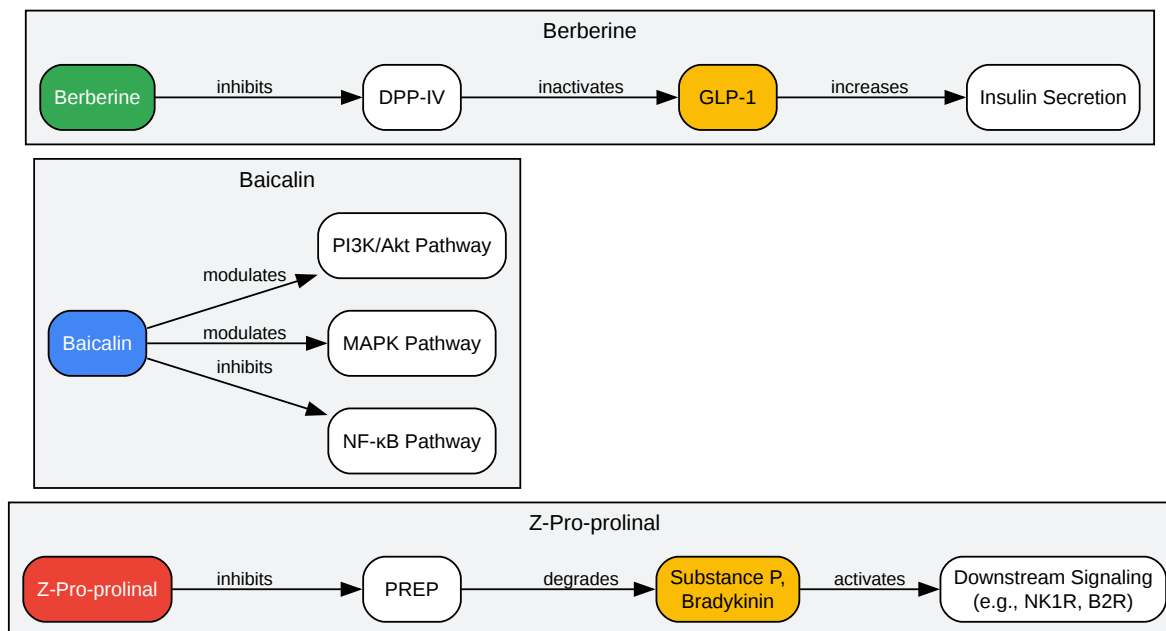 Berberine
Berberine
inhibits
DPP-IV
inactivates
GLP-1
increases
Insulin Secretion
Baicalin
Baicalin
modulates
PI3K/Akt Pathway
modulates
MAPK Pathway
inhibits
NF-κB Pathway
Z-Pro-prolinal
Z-Pro-prolinal
inhibits
PREP
degrades
Substance P,
Bradykinin
activates
Downstream Signaling
(e.g., NK1R, B2R)